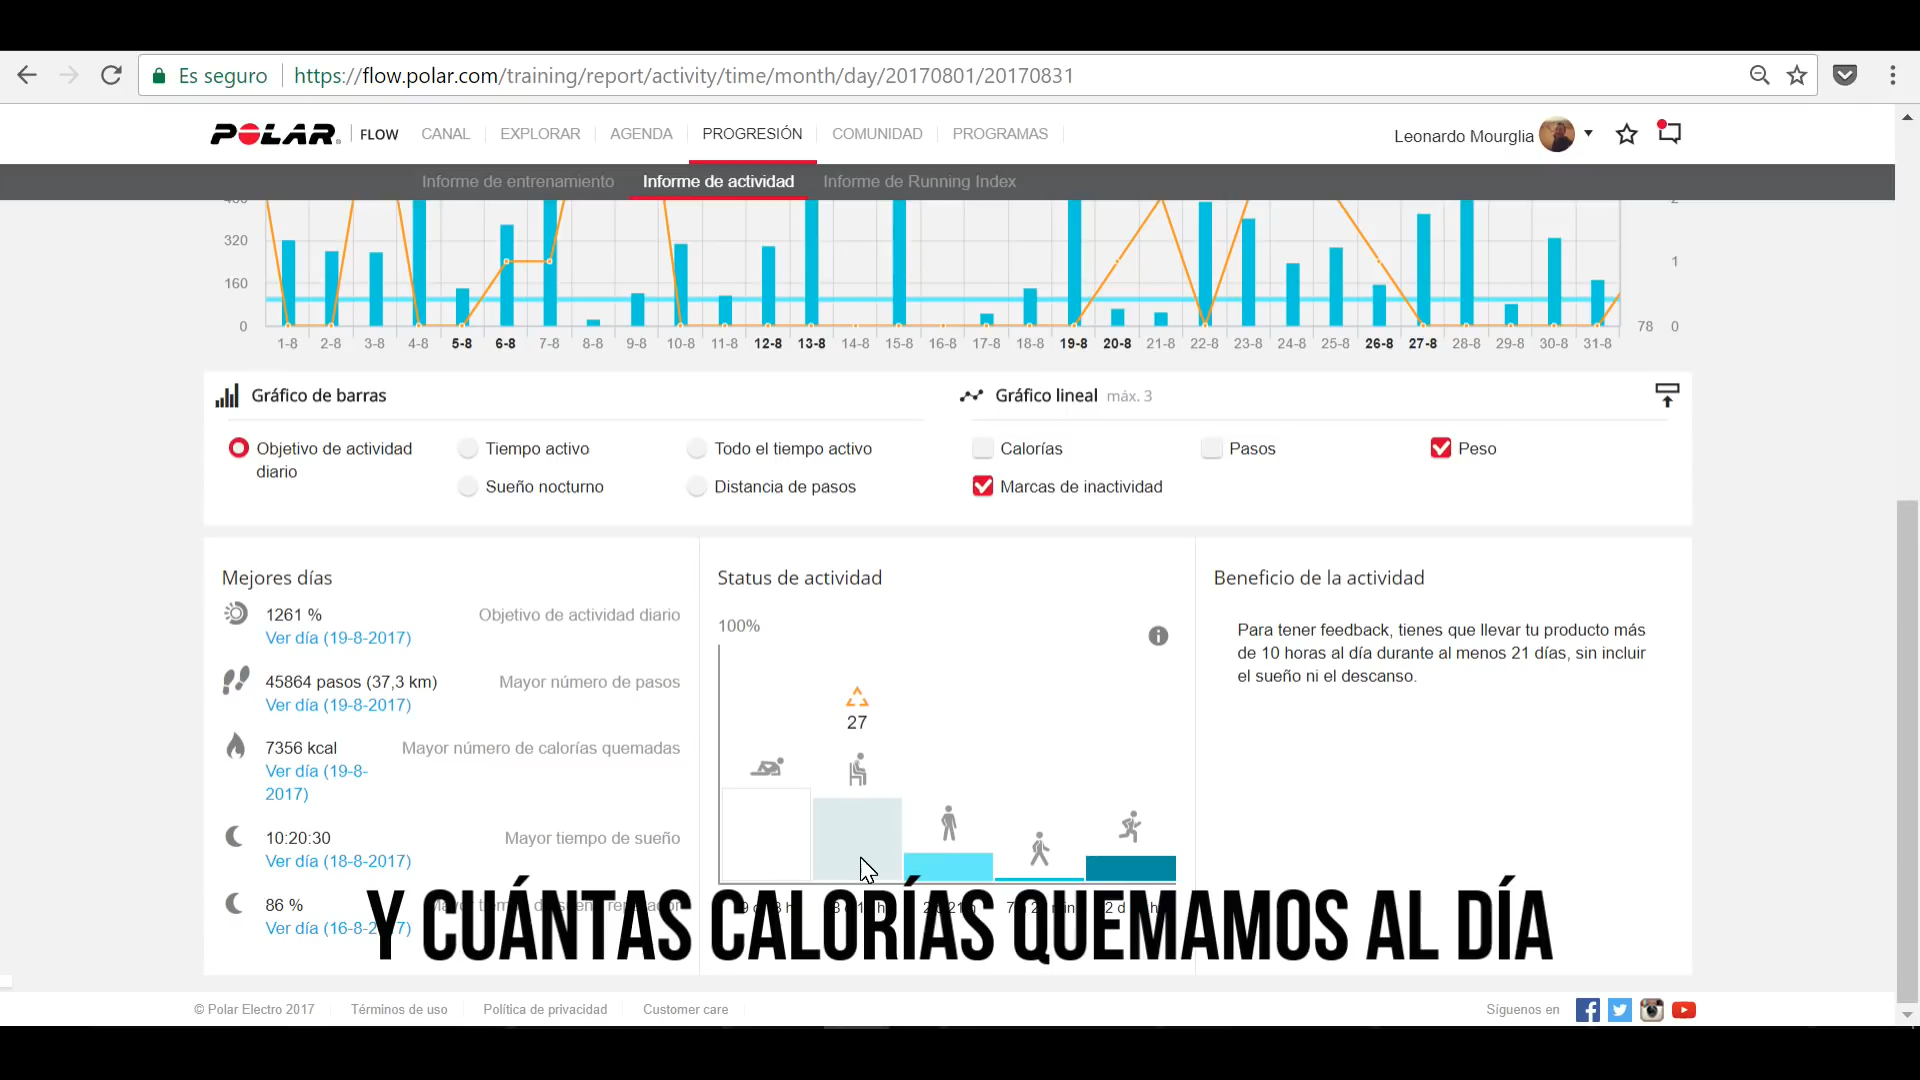 Es seguro
https://flow.polar.com/training/report/activity/time/month/day/20170801/20170831
POLAR. FLOW CANAL EXPLORAR AGENDA PROGRESIÓN COMUNIDAD PROGRAMAS
Leonardo Mourglia
Informe de entrenamiento Informe de actividad Informe de Running Index
320
160
0
1
78 0
1-8 2-8 3-8 4-8 5-8 6-8 7-8 8-8 9-8 10-8 11-8 12-8 13-8 14-8 15-8 16-8 17-8 18-8 19-8 20-8 21-8 22-8 23-8 24-8 25-8 26-8 27-8 28-8 29-8 30-8 31-8
Gráfico de barras
Objetivo de actividad
diario
Tiempo activo
Todo el tiempo activo
Sueño nocturno
Distancia de pasos
Gráfico lineal máx. 3
Calorías
Pasos
Peso
Marcas de inactividad
Mejores días
1261 % Objetivo de actividad diario
Ver día (19-8-2017)
45864 pasos (37,3 km) Mayor número de pasos
Ver día (19-8-2017)
7356 kcal Mayor número de calorías quemadas
Ver día (19-8-
2017)
10:20:30 Mayor tiempo de sueño
Ver día (18-8-2017)
86 %
Ver día (16-8-2017)
Status de actividad
100%
27
Beneficio de la actividad
Para tener feedback, tienes que llevar tu producto más
de 10 horas al día durante al menos 21 días, sin incluir
el sueño ni el descanso.
Y CUÁNTAS CALORÍAS QUEMAMOS AL DÍA
© Polar Electro 2017 Términos de uso Política de privacidad Customer care
Síguenos en